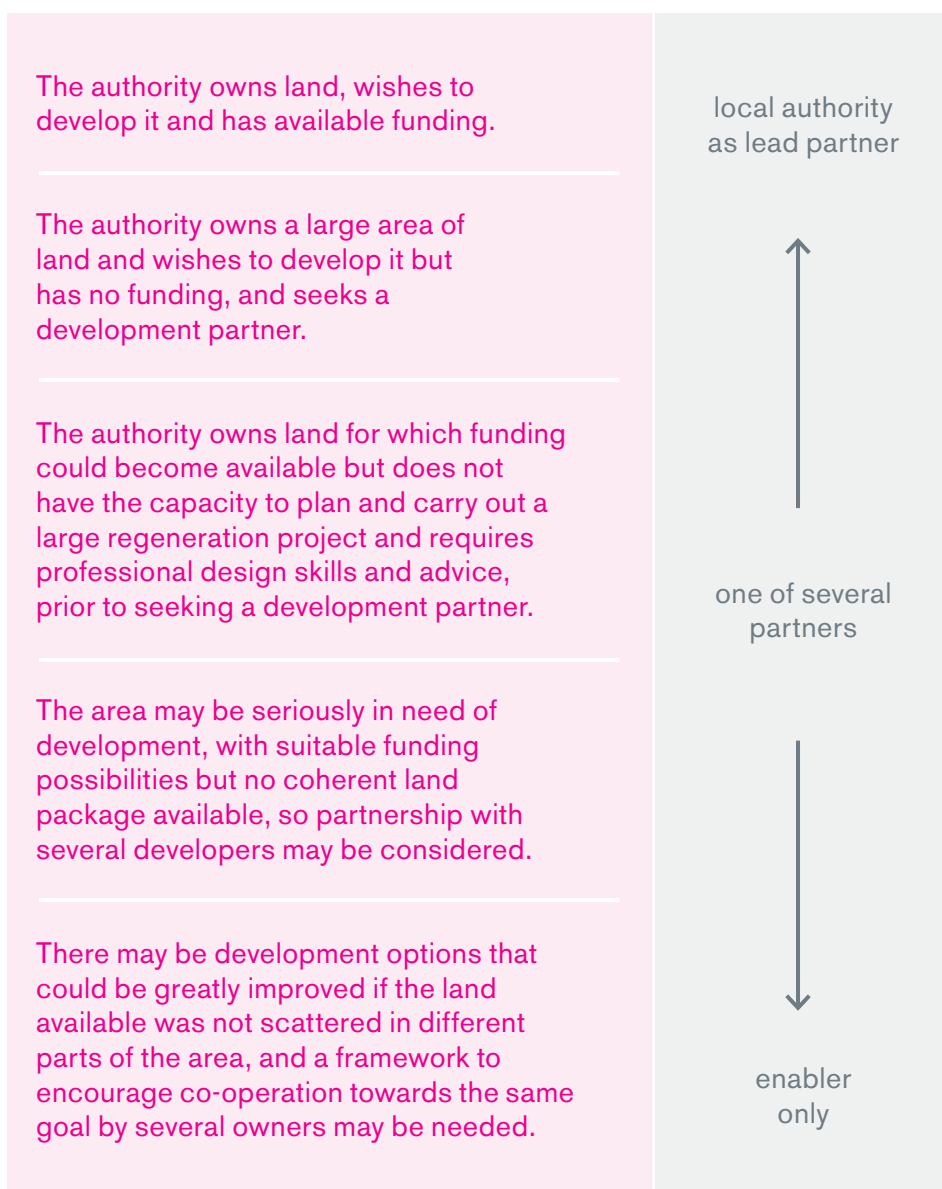 The authority owns land, wishes to
develop it and has available funding.
The authority owns a large area of
land and wishes to develop it but
has no funding, and seeks a
development partner.
The authority owns land for which funding
could become available but does not
have the capacity to plan and carry out a
large regeneration project and requires
professional design skills and advice,
prior to seeking a development partner.
The area may be seriously in need of
development, with suitable funding
possibilities but no coherent land
package available, so partnership with
several developers may be considered.
There may be development options that
could be greatly improved if the land
available was not scattered in different
parts of the area, and a framework to
encourage co-operation towards the same
goal by several owners may be needed.
local authority
as lead partner
one of several
partners
enabler
only